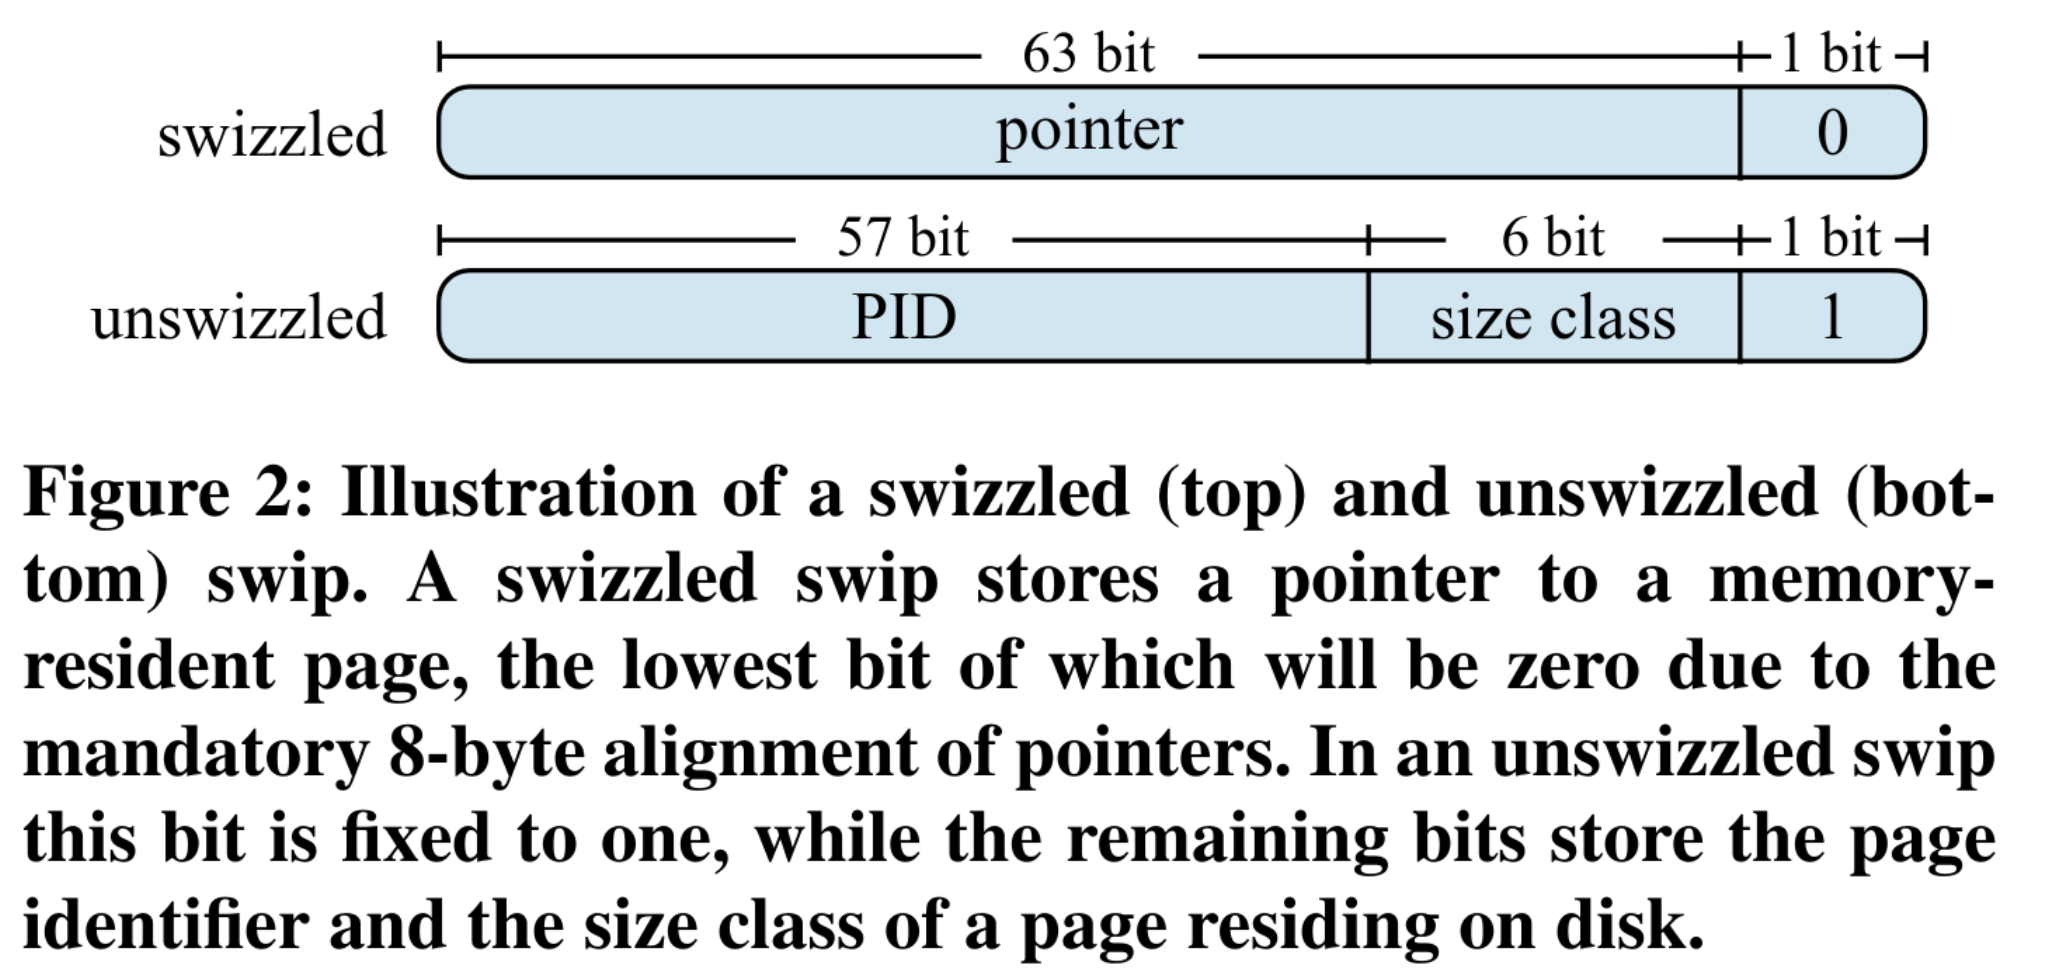 63 bit 1 bit
swizzled pointer 0
57 bit 6 bit 1 bit
unswizzled PID size class 1
Figure 2: Illustration of a swizzled (top) and unswizzled (bot-
tom) swip. A swizzled swip stores a pointer to a memory-
resident page, the lowest bit of which will be zero due to the
mandatory 8-byte alignment of pointers. In an unswizzled swip
this bit is fixed to one, while the remaining bits store the page
identifier and the size class of a page residing on disk.